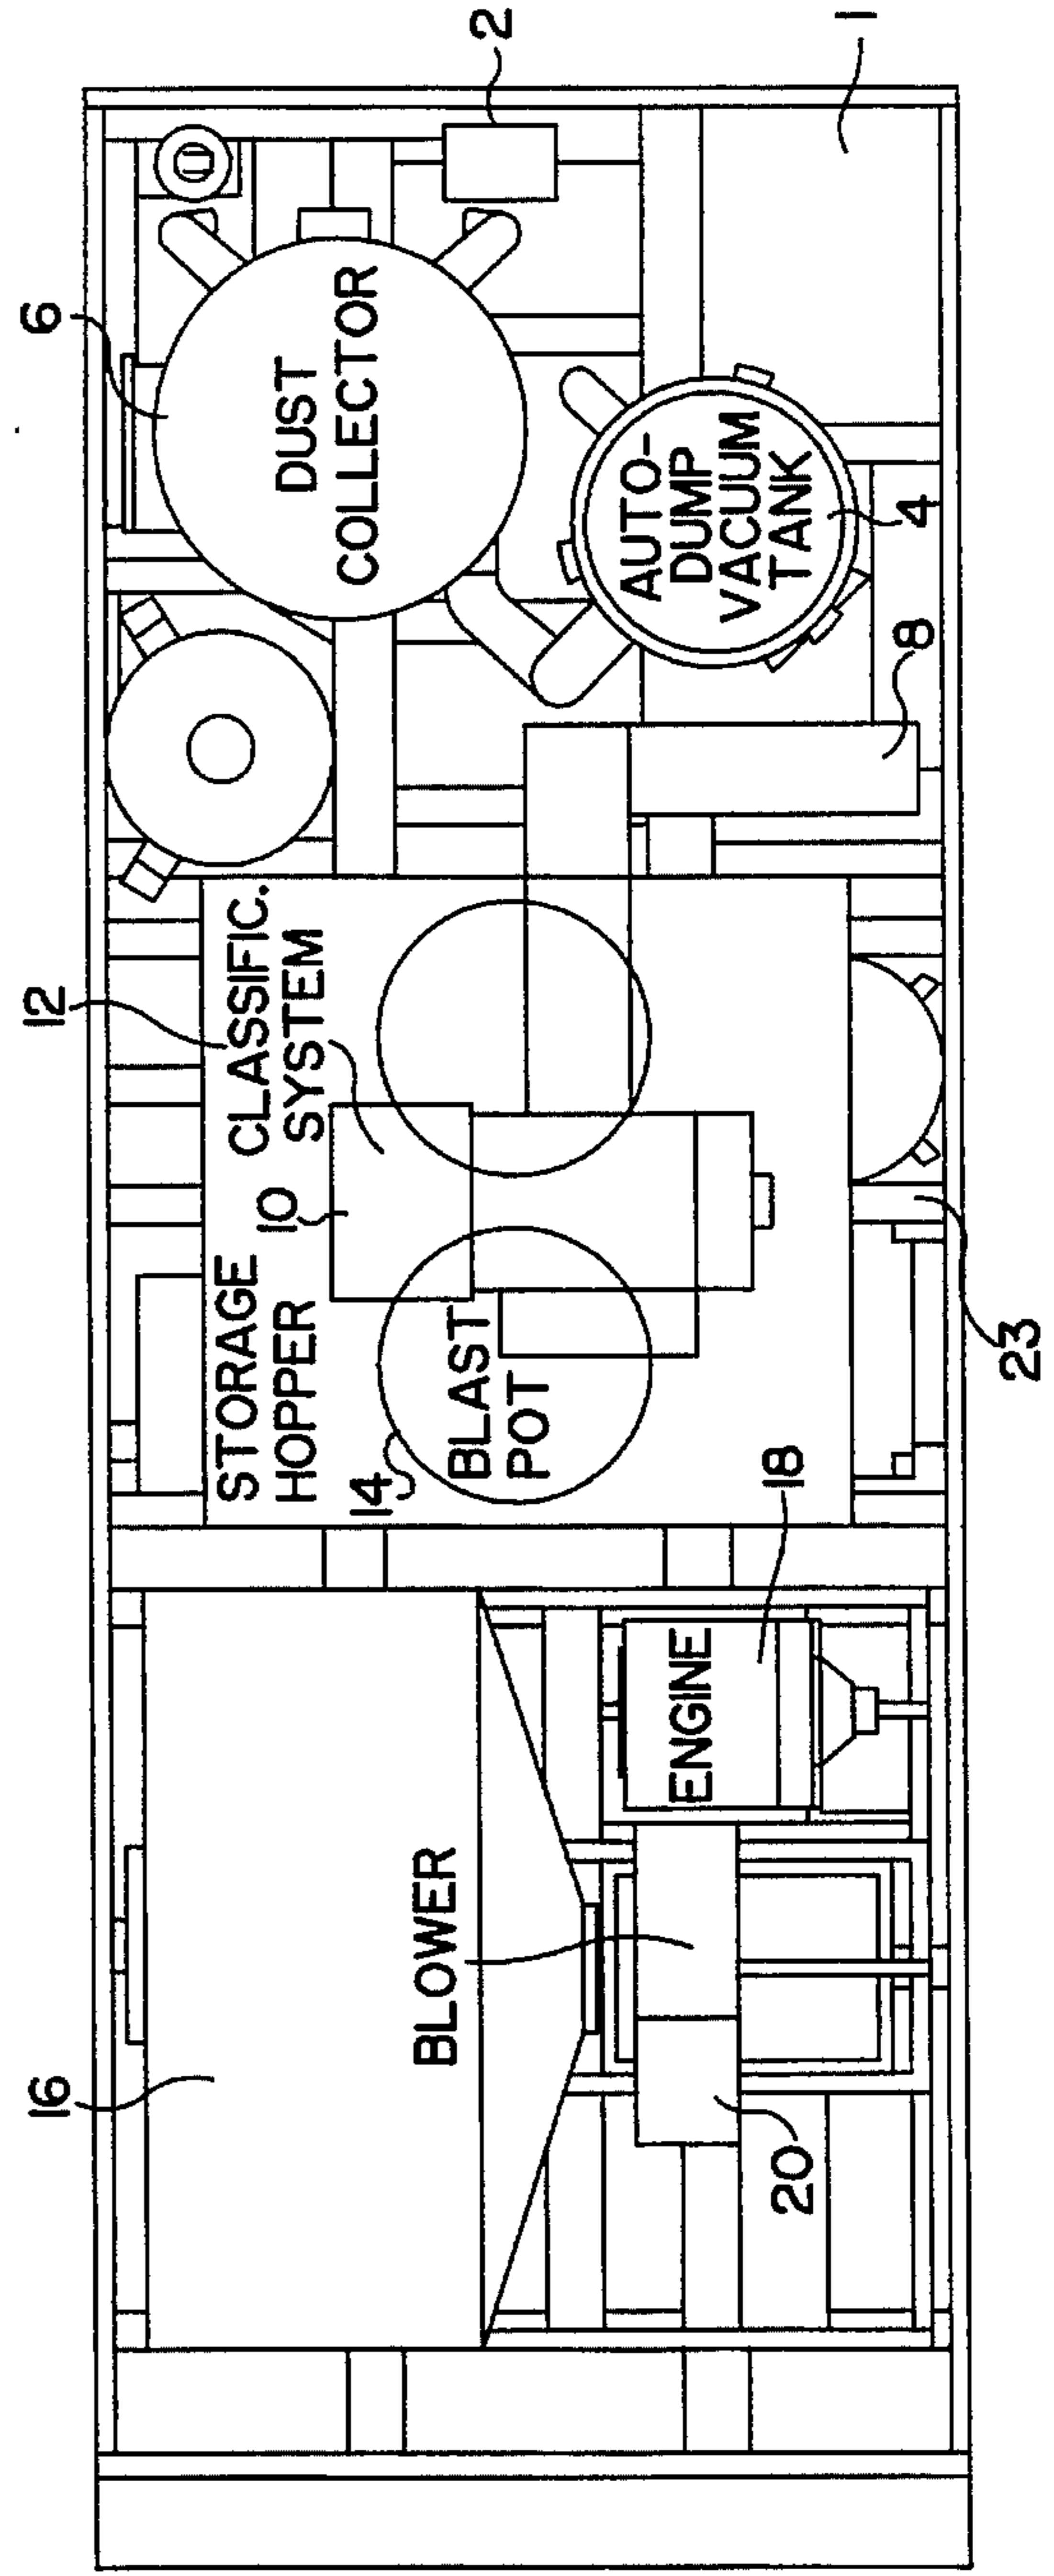 16
BLOWER
20
ENGINE
18
STORAGE
HOPPER
14
BLAST
POT
10
12
CLASSIFIC.
SYSTEM
23
8
6
DUST
COLLECTOR
AUTO-
DUMP
VACUUM
TANK
4
2
1